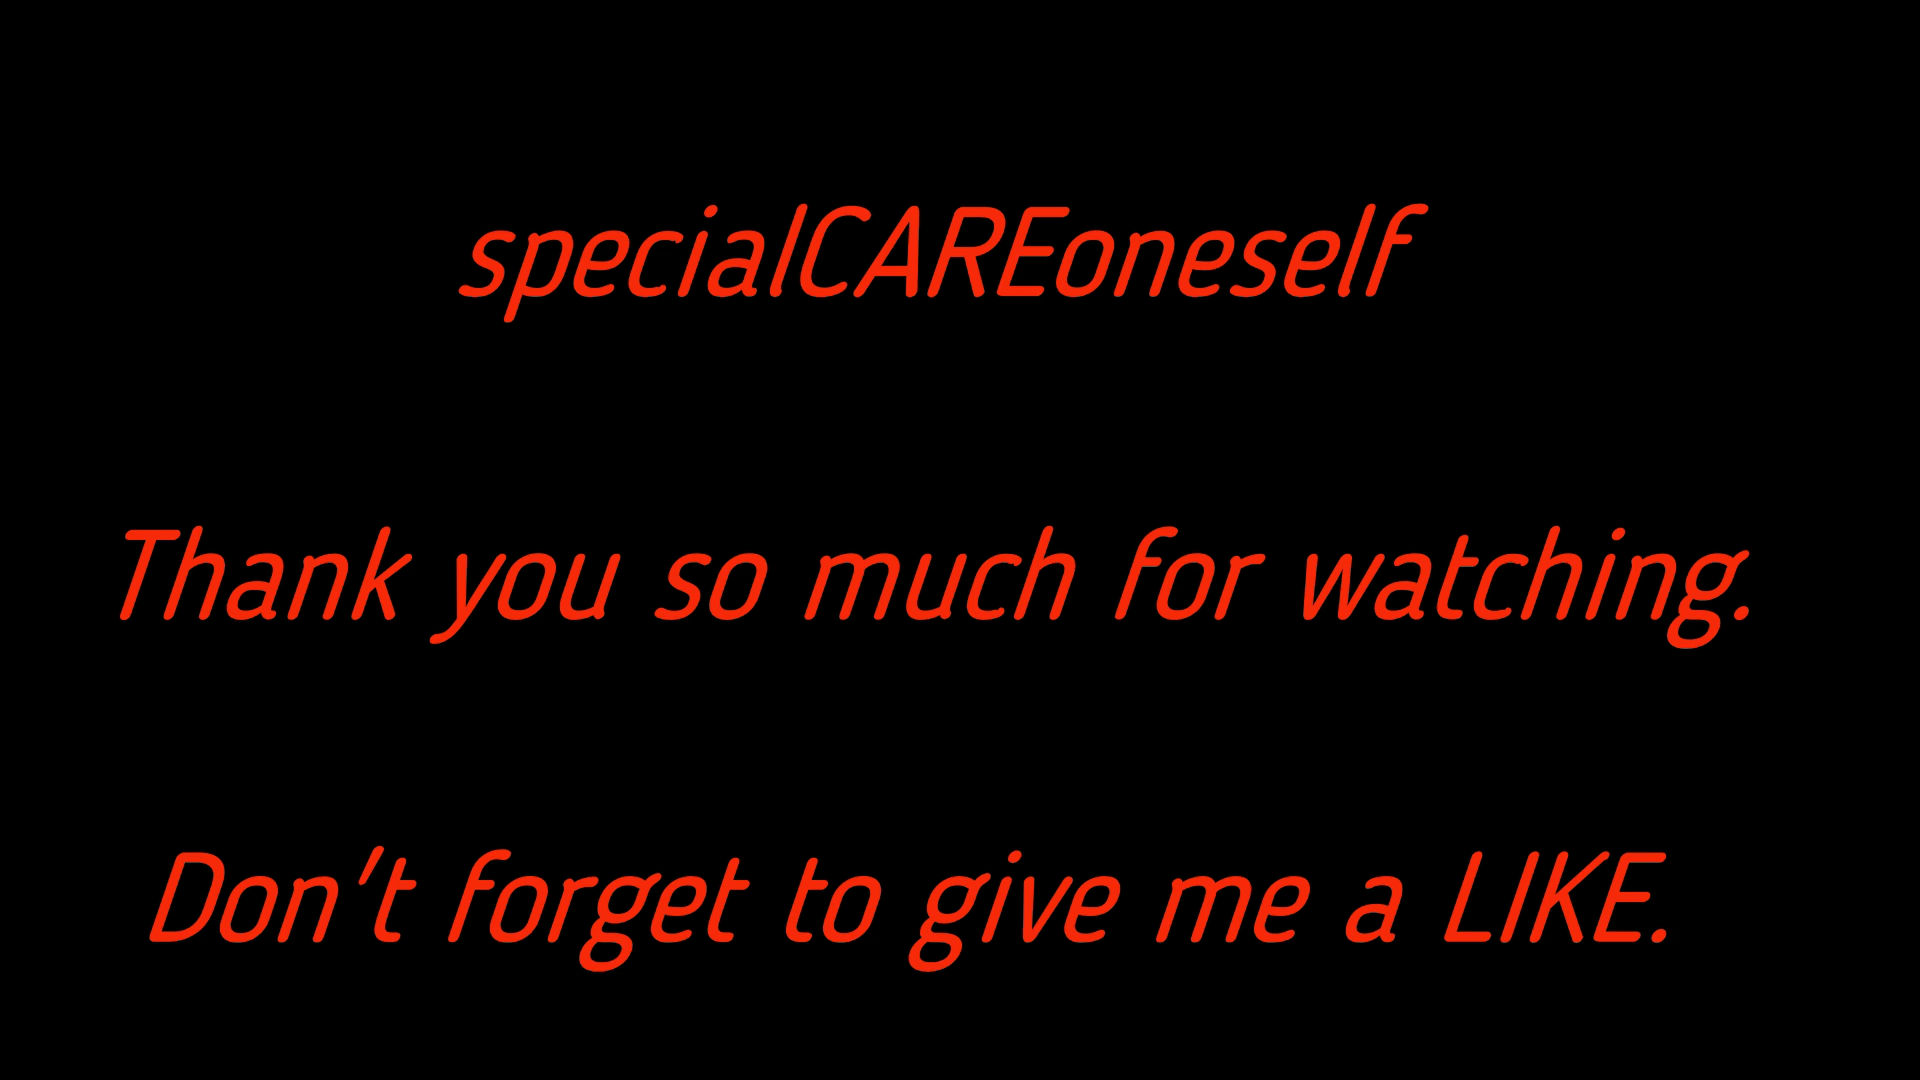 specialCAREoneself
Thank you so much for watching.
Don't forget to give me a LIKE.